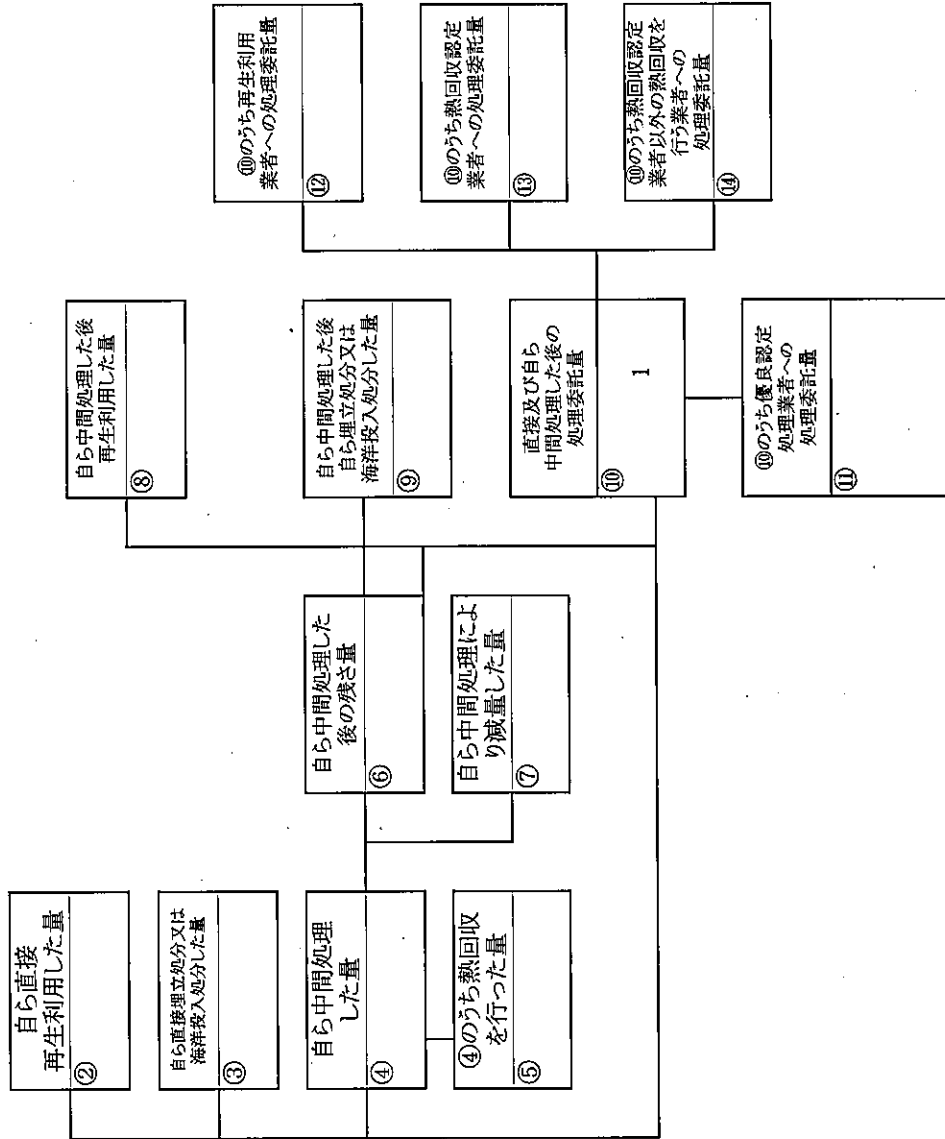 自ら直接
再生利用した量
②
自ら直接埋立処分又は
海洋投入処分した量
③
自ら中間処理
した量
④
④のうち熱回収
を行った量
⑤
自ら中間処理した
後の残さ量
⑥
自ら中間処理によ
り減量した量
⑦
自ら中間処理した後
再生利用した量
⑧
自ら中間処理した後
自ら埋立処分又は
海洋投入処分した量
⑨
直接及び自ら
中間処理した後の
処理委託量
⑩
1
⑩のうち優良認定
処理業者への
処理委託量
⑪
⑩のうち再生利用
業者への処理委託量
⑫
⑩のうち熱回収認定
業者への処理委託量
⑬
⑩のうち熱回収認定
業者以外の熱回収を
行う業者への
処理委託量
⑭